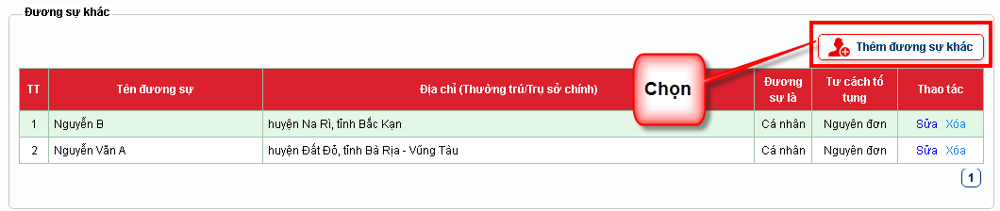 Đương sự khác
Thêm đương sự khác
Chọn
TT Tên đương sự Địa chỉ (Thường trú/Trụ sở chính) Đương sự là Tư cách tố tụng Thao tác
1 Nguyễn B huyện Na Rì, tỉnh Bắc Kạn Cá nhân Nguyên đơn Sửa Xóa
2 Nguyễn Văn A huyện Đất Đỏ, tỉnh Bà Rịa - Vũng Tàu Cá nhân Nguyên đơn Sửa Xóa
1